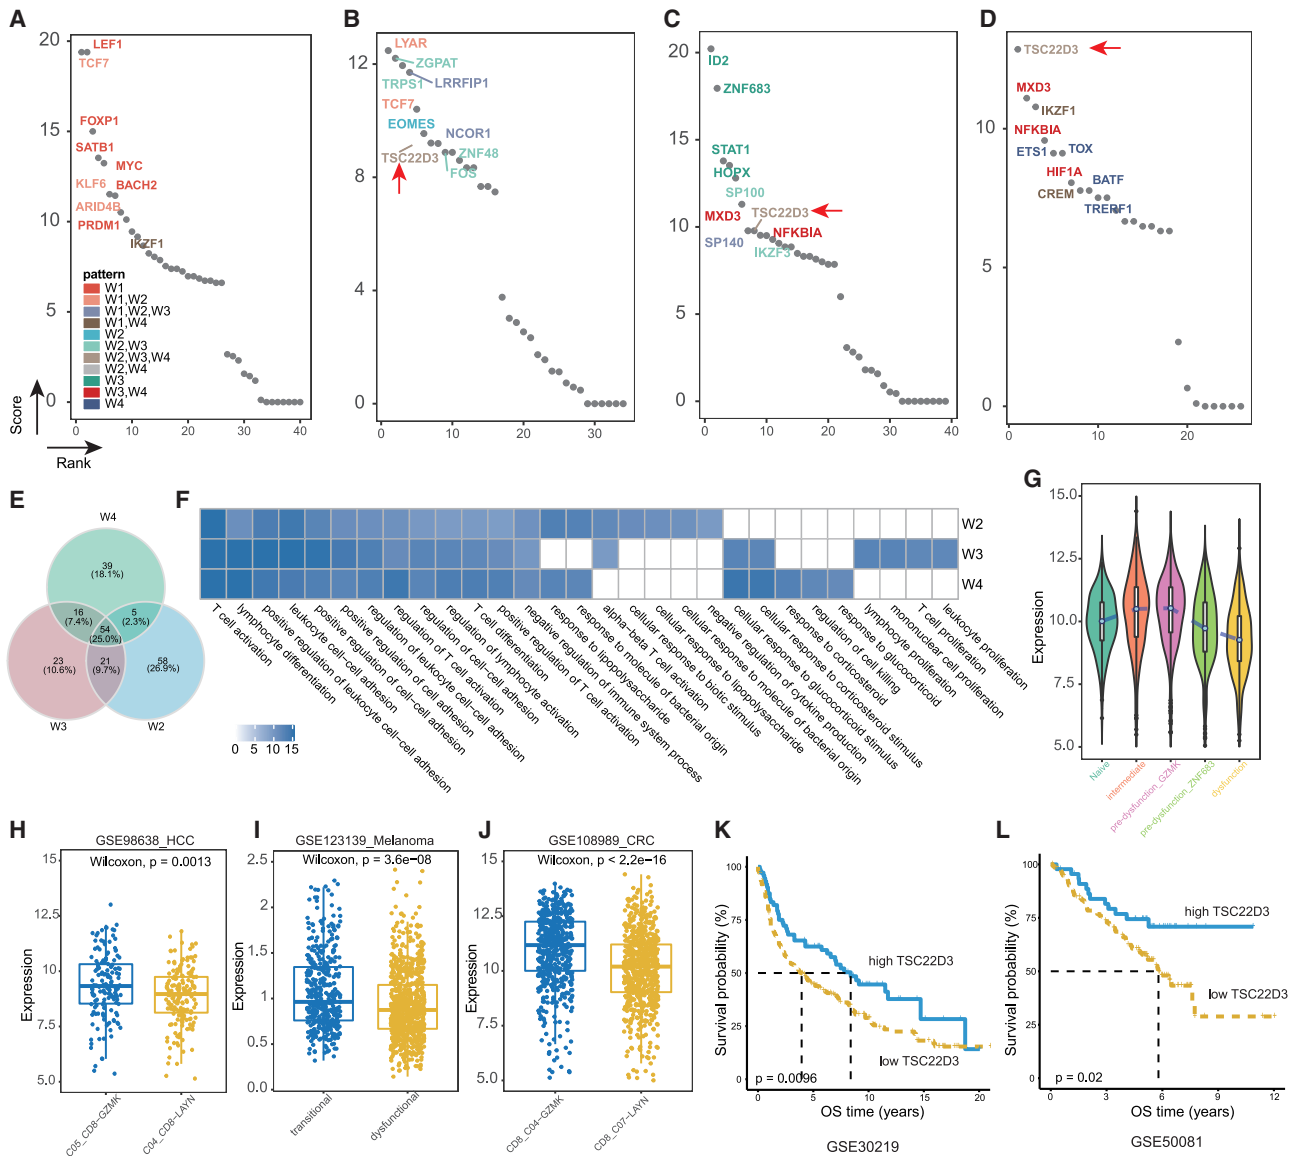 A
20
15
10
5
0
0
10
20
30
40
LEF1
TCF7
FOXP1
SATB1
MYC
KLF6
BACH2
ARID4B
PRDM1
IKZF1
pattern
W1
W1,W2
W1,W2,W3
W1,W4
W2
W2,W3
W2,W3,W4
W2,W4
W3
W3,W4
W4
Score
Rank
B
12
8
4
0
0
10
20
30
LYAR
ZGPAT
TRPS1
LRRFIP1
TCF7
EOMES
NCOR1
TSC22D3
ZNF48
FOS
C
20
15
10
5
0
0
10
20
30
40
ID2
ZNF683
STAT1
HOPX
SP100
MXD3
TSC22D3
NFKBIA
SP140
IKZF3
D
10
5
0
0
10
20
TSC22D3
MXD3
IKZF1
NFKBIA
ETS1
TOX
HIF1A
BATF
CREM
TRERF1
E
W4
39
(18.1%)
16
(7.4%)
5
(2.3%)
54
(25.0%)
23
(10.6%)
21
(9.7%)
58
(26.9%)
W3
W2
F
W2
W3
W4
T cell activation
lymphocyte differentiation
positive regulation of leukocyte cell−cell adhesion
leukocyte cell−cell adhesion
positive regulation of cell−cell adhesion
positive regulation of cell adhesion
regulation of leukocyte cell−cell adhesion
regulation of T cell activation
regulation of cell−cell adhesion
regulation of lymphocyte activation
T cell differentiation
positive regulation of T cell activation
negative regulation of immune system process
response to lipopolysaccharide
response to molecule of bacterial origin
alpha−beta T cell activation
cellular response to biotic stimulus
cellular response to lipopolysaccharide
cellular response to molecule of bacterial origin
negative regulation of cytokine production
cellular response to glucocorticoid stimulus
cellular response to corticosteroid stimulus
response to corticosteroid
regulation of cell killing
response to glucocorticoid
lymphocyte proliferation
mononuclear cell proliferation
T cell proliferation
leukocyte proliferation
0 5 10 15
G
15.0
12.5
10.0
7.5
5.0
Expression
Naive
intermediate
pre−dysfunction_GZMK
pre−dysfunction_ZNF683
dysfunction
H
GSE98638_HCC
Wilcoxon, p = 0.0013
15
12.5
10
7.5
5.0
Expression
C05_CD8−GZMK
C04_CD8−LAYN
I
GSE123139_Melanoma
Wilcoxon, p = 3.6e−08
2.5
2
1.5
1
0.5
0.0
Expression
transitional
dysfunctional
J
GSE108989_CRC
Wilcoxon, p < 2.2e−16
15
12.5
10
7.5
5.0
Expression
CD8_C04−GZMK
CD8_C07−LAYN
K
100
75
50
25
0
Survival probability (%)
high TSC22D3
low TSC22D3
p = 0.0096
0
5
10
15
20
OS time (years)
GSE30219
L
100
75
50
25
0
Survival probability (%)
high TSC22D3
low TSC22D3
p = 0.02
0
3
6
9
12
OS time (years)
GSE50081